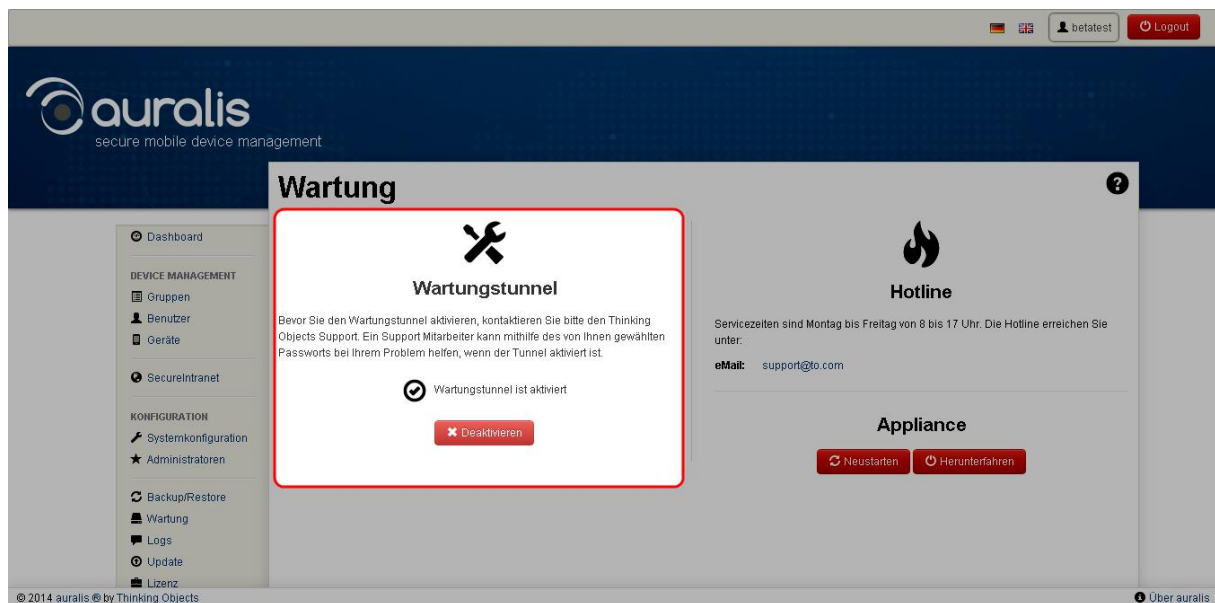 betatest
Logout
auralis
secure mobile device management
Wartung
Dashboard
DEVICE MANAGEMENT
Gruppen
Benutzer
Geräte
SecureIntranet
KONFIGURATION
Systemkonfiguration
Administratoren
Backup/Restore
Wartung
Logs
Update
Lizenz
Wartungstunnel
Bevor Sie den Wartungstunnel aktivieren, kontaktieren Sie bitte den Thinking
Objects Support. Ein Support Mitarbeiter kann mithilfe des von Ihnen gewählten
Passworts bei Ihrem Problem helfen, wenn der Tunnel aktiviert ist.
Wartungstunnel ist aktiviert
Deaktivieren
Hotline
Servicezeiten sind Montag bis Freitag von 8 bis 17 Uhr. Die Hotline erreichen Sie
unter:
eMail: support@to.com
Appliance
Neustarten
Herunterfahren
© 2014 auralis ® by Thinking Objects
Über auralis